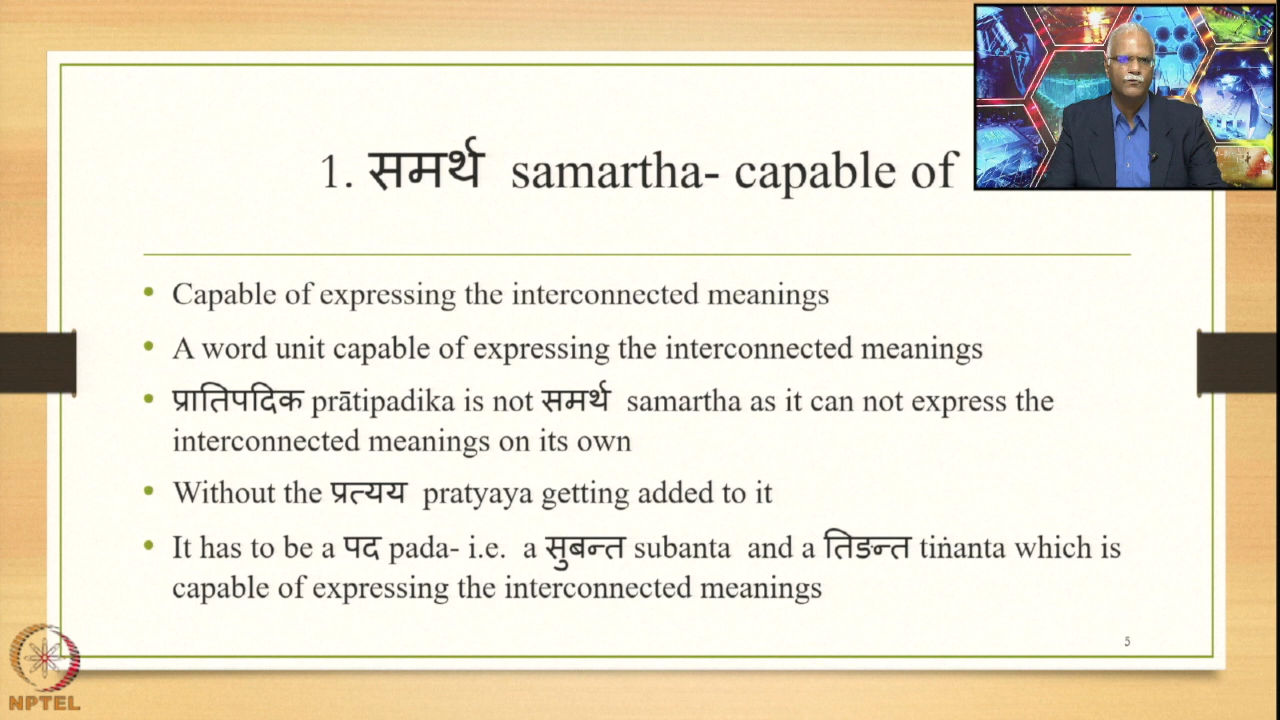 1. समर्थ samartha- capable of
Capable of expressing the interconnected meanings
A word unit capable of expressing the interconnected meanings
प्रातिपदिक prātipadika is not समर्थ samartha as it can not express the
interconnected meanings on its own
Without the प्रत्यय pratyaya getting added to it
It has to be a पद pada- i.e. a सुबन्त subanta and a तिङन्त tiṅanta which is
capable of expressing the interconnected meanings
5
NPTEL